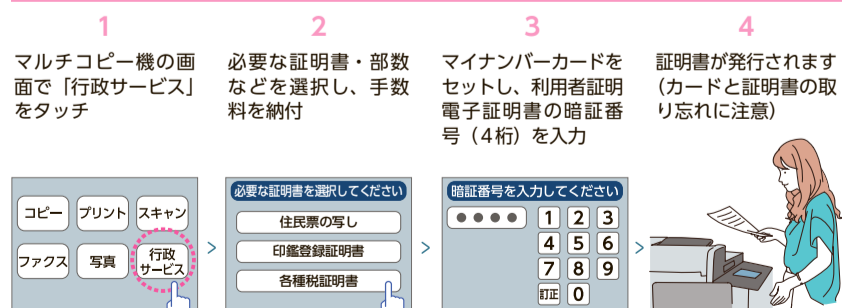 1
マルチコピー機の画
面で「行政サービス」
をタッチ
2
必要な証明書・部数
などを選択し、手数
料を納付
3
マイナンバーカードを
セットし、利用者証明
電子証明書の暗証番
号（4桁）を入力
4
証明書が発行されます
（カードと証明書の取
り忘れに注意）
コピー プリント スキャン
ファクス 写真 行政
サービス
>
必要な証明書を選択してください
住民票の写し
印鑑登録証明書
各種税証明書
>
暗証番号を入力してください
●●●● 1 2 3
4 5 6
7 8 9
訂正 0
>